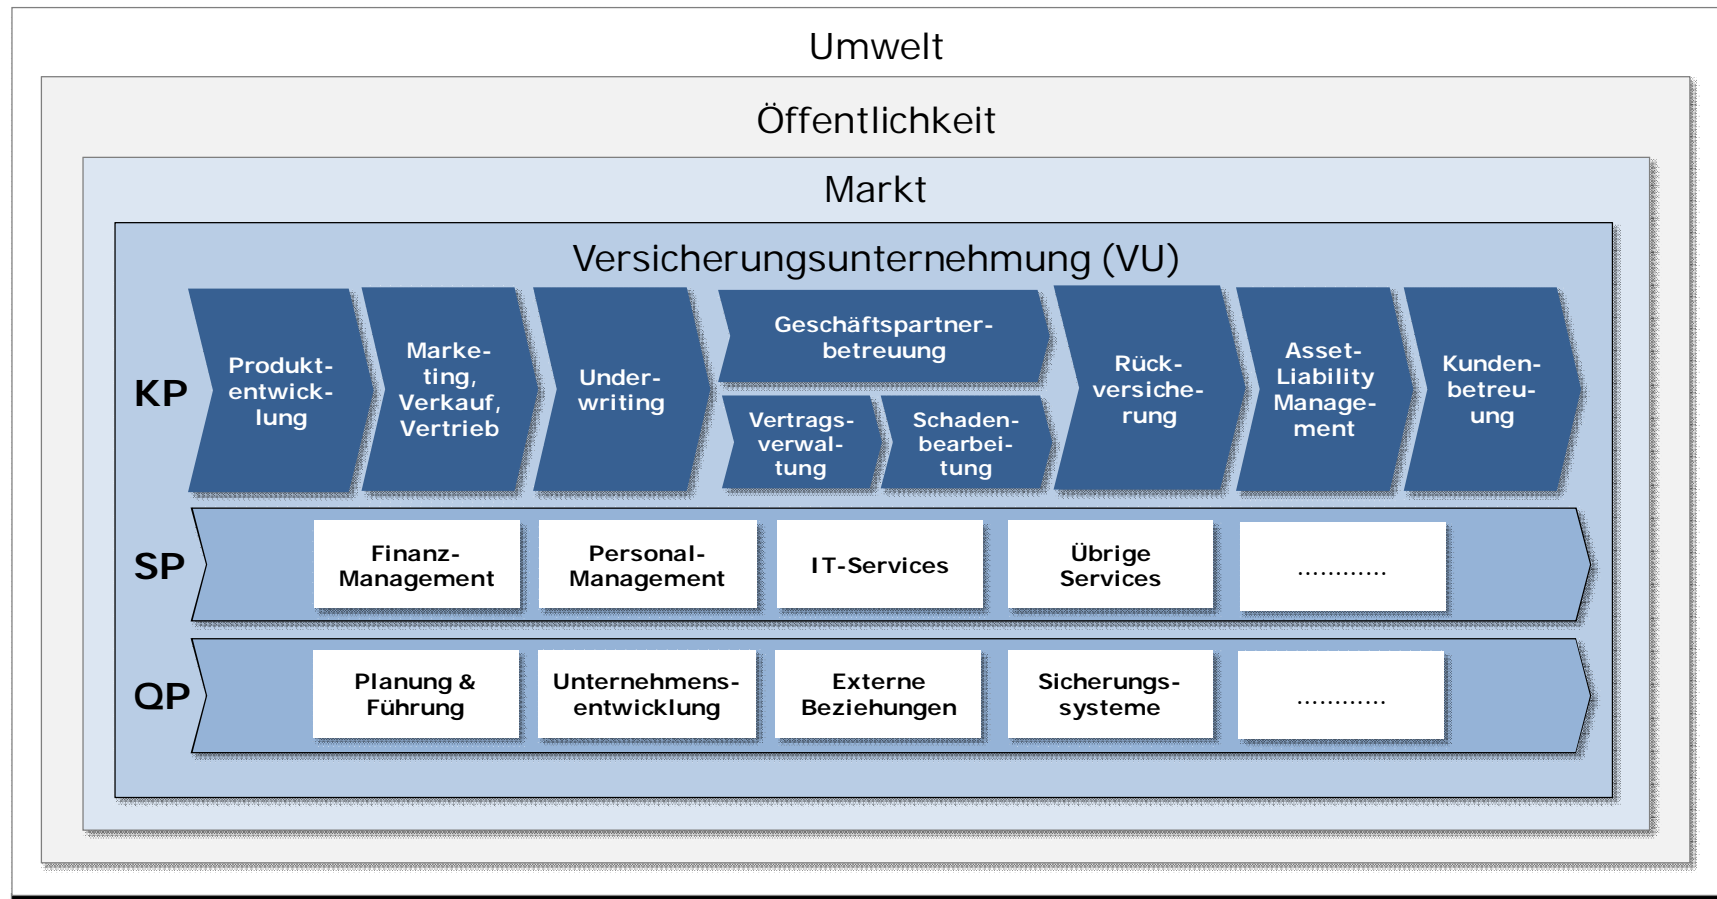 Umwelt
Öffentlichkeit
Markt
Versicherungsunternehmung (VU)
KP
Produkt-
entwick-
lung
Marke-
ting,
Verkauf,
Vertrieb
Under-
writing
Geschäftspartner-
betreuung
Vertrags-
verwal-
tung
Schaden-
bearbei-
tung
Rück-
versiche-
rung
Asset-
Liability
Manage-
ment
Kunden-
betreu-
ung
SP
Finanz-
Management
Personal-
Management
IT-Services
Übrige
Services
............
QP
Planung &
Führung
Unternehmens-
entwicklung
Externe
Beziehungen
Sicherungs-
systeme
............